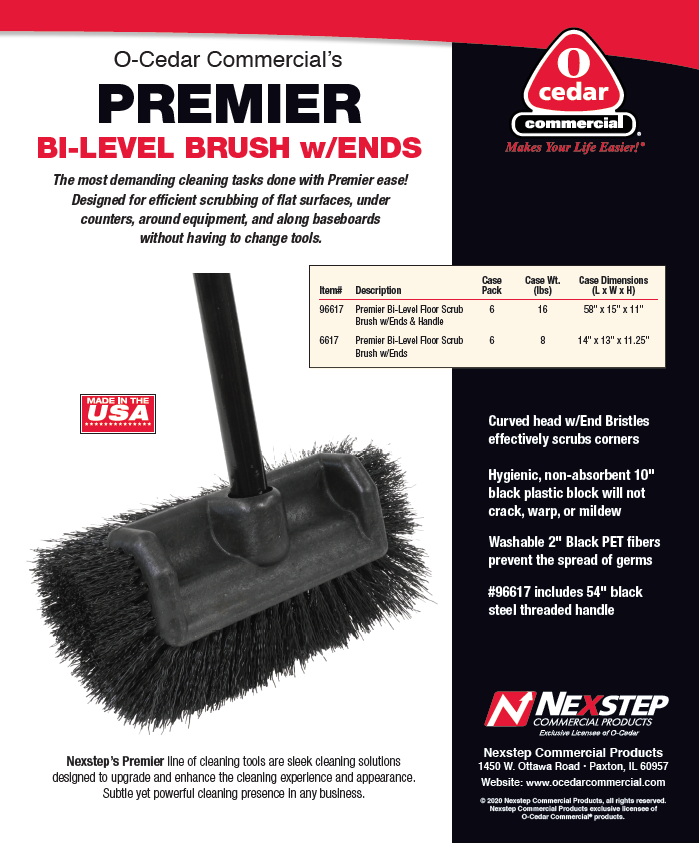 O-Cedar Commercial's
PREMIER
BI-LEVEL BRUSH w/ENDS
The most demanding cleaning tasks done with Premier ease!
Designed for efficient scrubbing of flat surfaces, under
counters, around equipment, and along baseboards
without having to change tools.
O
cedar
commercial®
Makes Your Life Easier!®
Item# Description Case Pack Case Wt. (lbs) Case Dimensions (L x W x H)
96617 Premier Bi-Level Floor Scrub 6 16 58" x 15" x 11"
Brush w/Ends & Handle
6617 Premier Bi-Level Floor Scrub 6 8 14" x 13" x 11.25"
Brush w/Ends
MADE IN THE
USA
Curved head w/End Bristles
effectively scrubs corners
Hygienic, non-absorbent 10"
black plastic block will not
crack, warp, or mildew
Washable 2" Black PET fibers
prevent the spread of germs
#96617 includes 54" black
steel threaded handle
NEXSTEP
COMMERCIAL PRODUCTS
Exclusive Licensee of O-Cedar
Nexstep Commercial Products
1450 W. Ottawa Road • Paxton, IL 60957
Website: www.ocedarcommercial.com
© 2020 Nexstep Commercial Products, all rights reserved.
Nexstep Commercial Products exclusive licensee of
O-Cedar Commercial® products.
Nexstep's Premier line of cleaning tools are sleek cleaning solutions
designed to upgrade and enhance the cleaning experience and appearance.
Subtle yet powerful cleaning presence in any business.